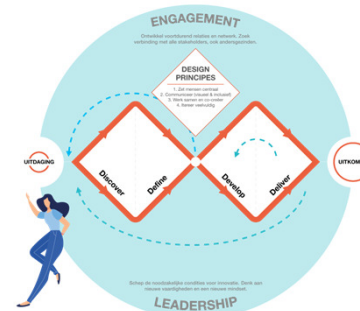 ENGAGEMENT
Ontwikkel voortdurend relaties en netwerk. Zoek
verbinding met alle stakeholders, ook andersgezinden.
DESIGN
PRINCIPES
1. Zet mensen centraal
2. Communiceer (visueel & inclusief)
3. Werk samen en co-creëer
4. Itereer veelvuldig
UITDAGING
UITKOM
Discover
Define
Develop
Deliver
Schep de noodzakelijke condities voor innovatie. Denk aan
nieuwe vaardigheden en een nieuwe mindset.
LEADERSHIP